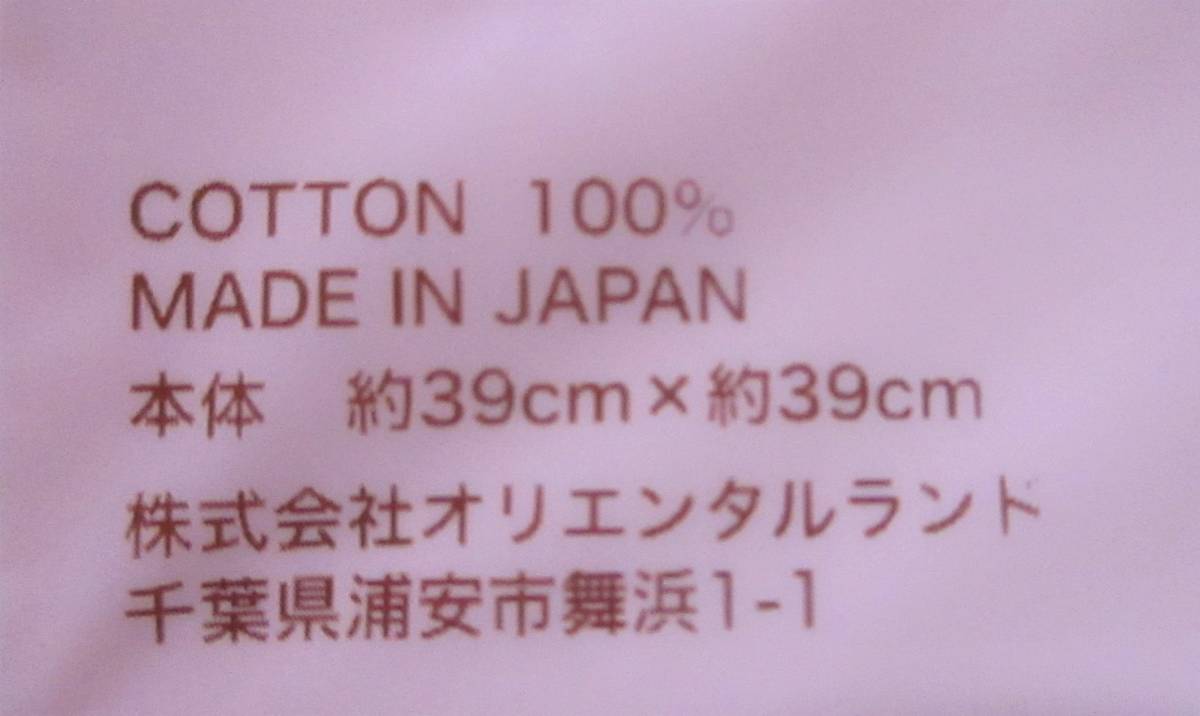 COTTON 100%
MADE IN JAPAN
本体　約39cm×約39cm
株式会社オリエンタルランド
千葉県浦安市舞浜1-1